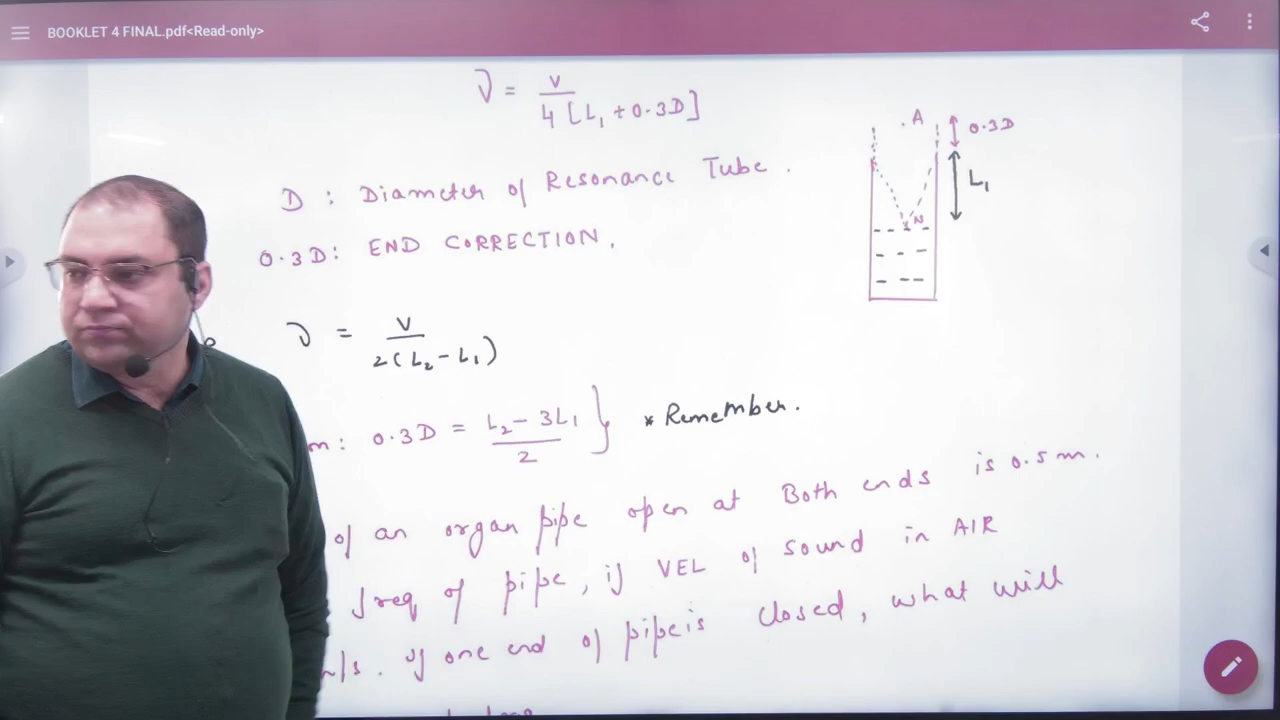 BOOKLET 4 FINAL.pdf<Read-only>
ν = v / 4 [L₁ + 0.3D]
.A
0.3D
L₁
N
D : Diameter of Resonance Tube.
0.3D: END CORRECTION,
ν = v / 2(L₂ - L₁)
m: 0.3D = L₂ - 3L₁ / 2 } * Remember.
of an organ pipe open at Both ends is 0.5m.
freq of pipe, if VEL of sound in AIR
m/s. If one end of pipe is closed, what will